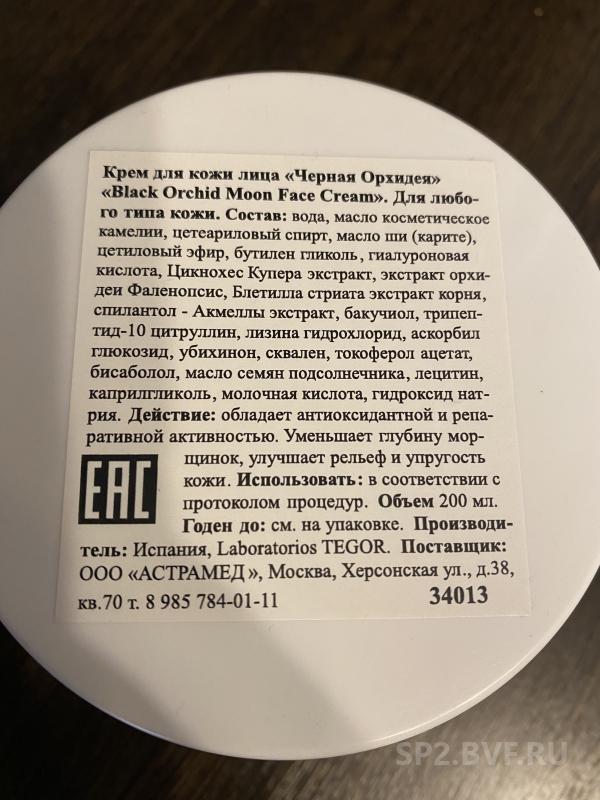 Крем для кожи лица «Черная Орхидея»
«Black Orchid Moon Face Cream». Для любо-
го типа кожи. Состав: вода, масло косметическое
камелии, цетеариловый спирт, масло ши (карите),
цетиловый эфир, бутилен гликоль, гиалуроновая
кислота, Цикнохес Купера экстракт, экстракт орхи-
деи Фаленопсис, Блетилла стриата экстракт корня,
спилантол - Акмеллы экстракт, бакучиол, трипеп-
тид-10 цитруллин, лизина гидрохлорид, аскорбил
глюкозид, убихинон, сквален, токоферол ацетат,
бисаболол, масло семян подсолнечника, лецитин,
каприлгликоль, молочная кислота, гидроксид нат-
рия. Действие: обладает антиоксидантной и репа-
ративной активностью. Уменьшает глубину мор-
щинок, улучшает рельеф и упругость
кожи. Использовать: в соответствии с
протоколом процедур. Объем 200 мл.
EAC
Годен до: см. на упаковке. Производи-
тель: Испания, Laboratorios TEGOR. Поставщик:
ООО «АСТРАМЕД», Москва, Херсонская ул., д.38,
кв.70 т. 8 985 784-01-11 34013
SP2.BVF.RU